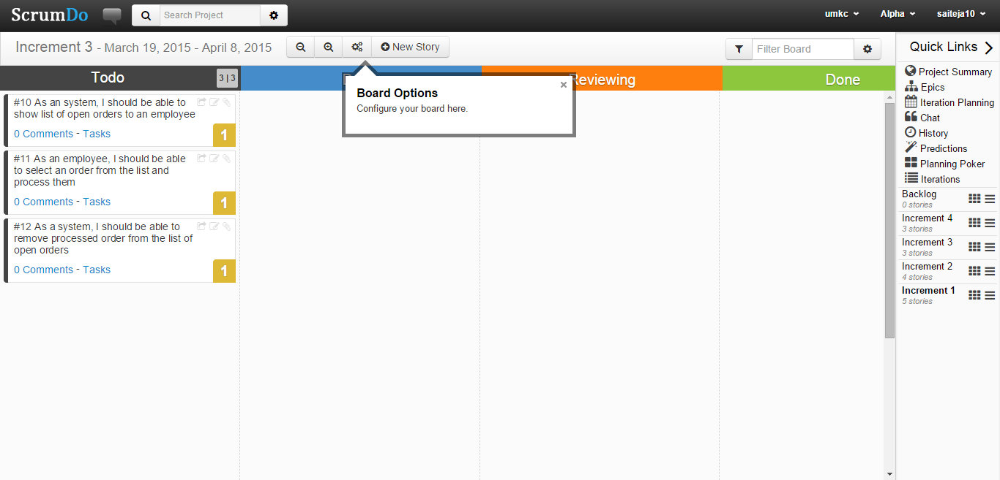 ScrumDo
Search Project
umkc
Alpha
saiteja10
Increment 3 - March 19, 2015 - April 8, 2015
New Story
Filter Board
Todo
3 | 3
Reviewing
Done
Board Options
×
Configure your board here.
#10 As an system, I should be able to
show list of open orders to an employee
0 Comments - Tasks
1
#11 As an employee, I should be able
to select an order from the list and
process them
0 Comments - Tasks
1
#12 As a system, I should be able to
remove processed order from the list of
open orders
0 Comments - Tasks
1
Quick Links
Project Summary
Epics
Iteration Planning
Chat
History
Predictions
Planning Poker
Iterations
Backlog
0 stories
Increment 4
3 stories
Increment 3
3 stories
Increment 2
4 stories
Increment 1
5 stories